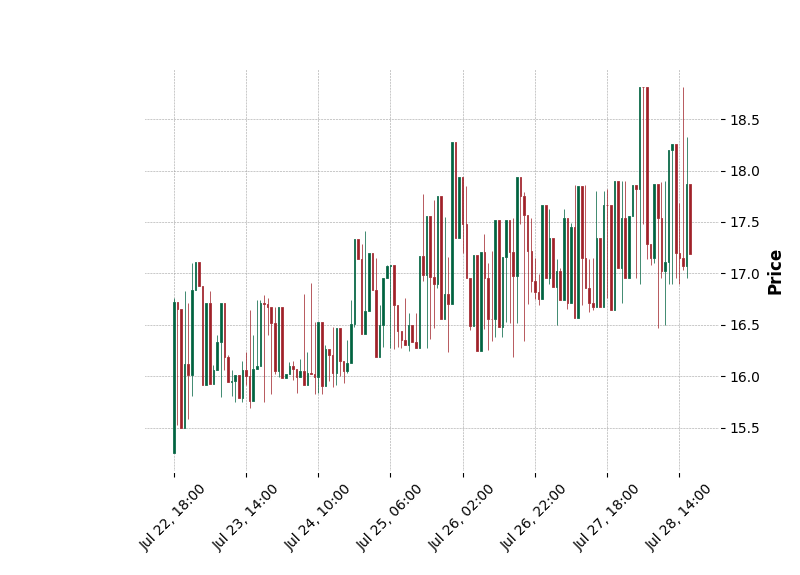 18.5
18.0
17.5
17.0
16.5
16.0
15.5
Price
Jul 22, 18:00
Jul 23, 14:00
Jul 24, 10:00
Jul 25, 06:00
Jul 26, 02:00
Jul 26, 22:00
Jul 27, 18:00
Jul 28, 14:00